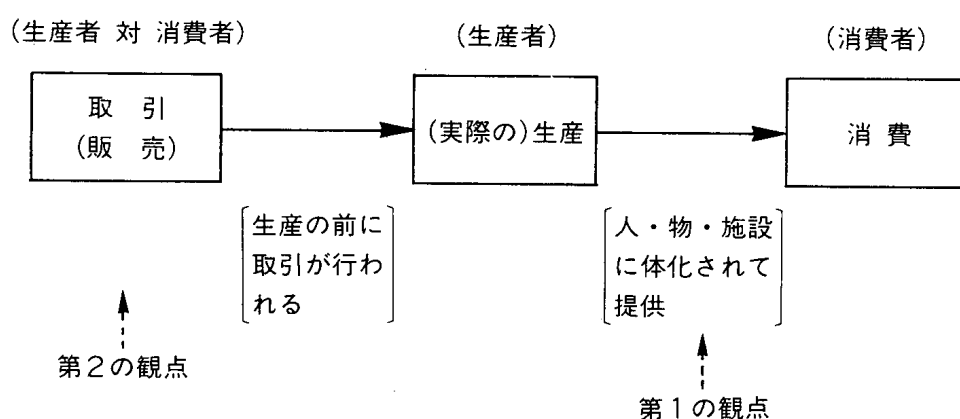 (生産者 対 消費者)
(生産者)
(消費者)
取 引
(販 売)
(実際の)生産
消 費
生産の前に
取引が行わ
れる
人・物・施設
に体化されて
提供
第2の観点
第1の観点